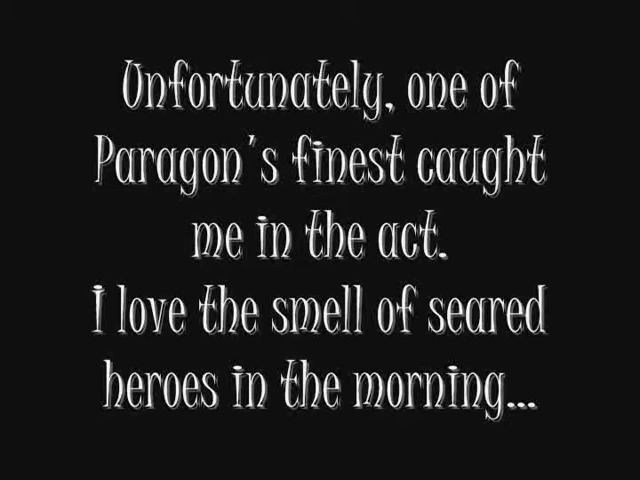 Unfortunately, one of
Paragon's finest caught
me in the act.
I love the smell of seared
heroes in the morning...